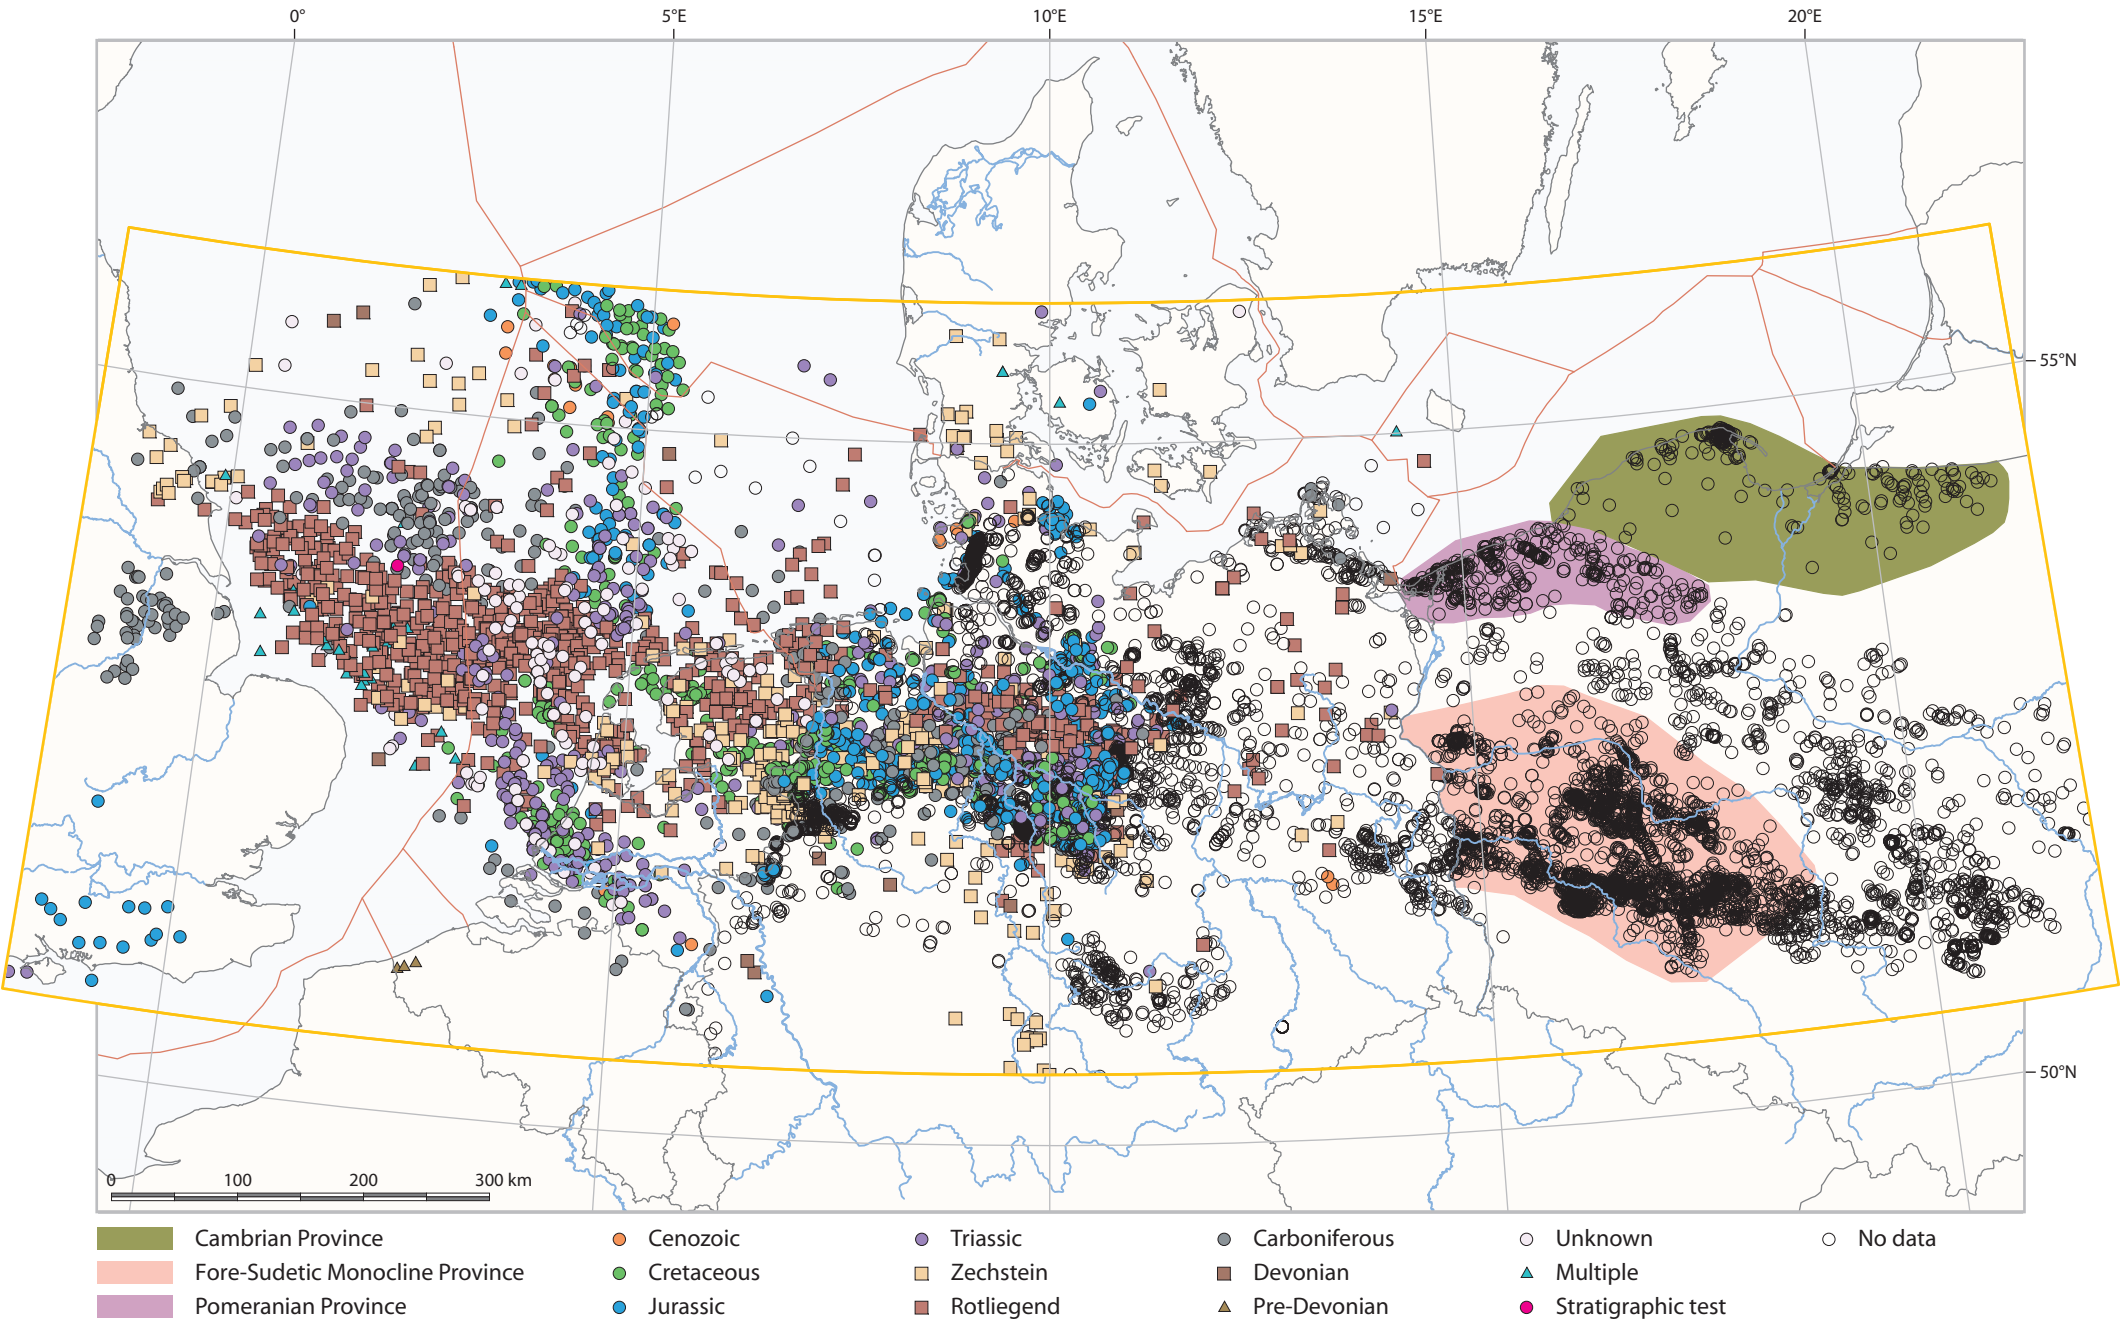 0° 5°E 10°E 15°E 20°E
55°N
50°N
0 100 200 300 km
Cambrian Province Cenozoic Triassic Carboniferous Unknown No data
Fore-Sudetic Monocline Province Cretaceous Zechstein Devonian Multiple
Pomeranian Province Jurassic Rotliegend Pre-Devonian Stratigraphic test